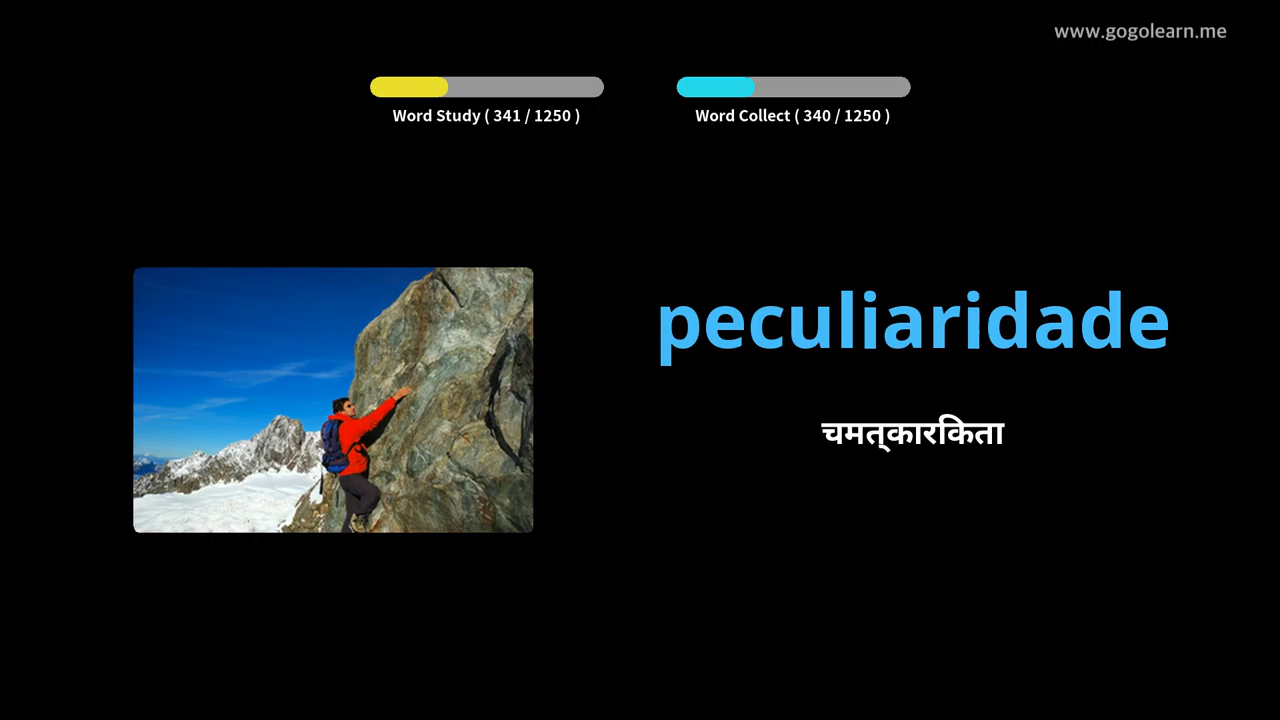 www.gogolearn.me
Word Study ( 341 / 1250 )
Word Collect ( 340 / 1250 )
peculiaridade
चमत्कारकिता